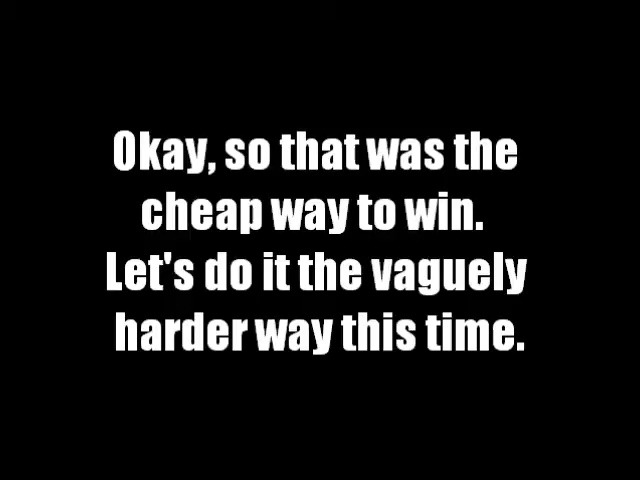 Okay, so that was the
cheap way to win.
Let's do it the vaguely
harder way this time.